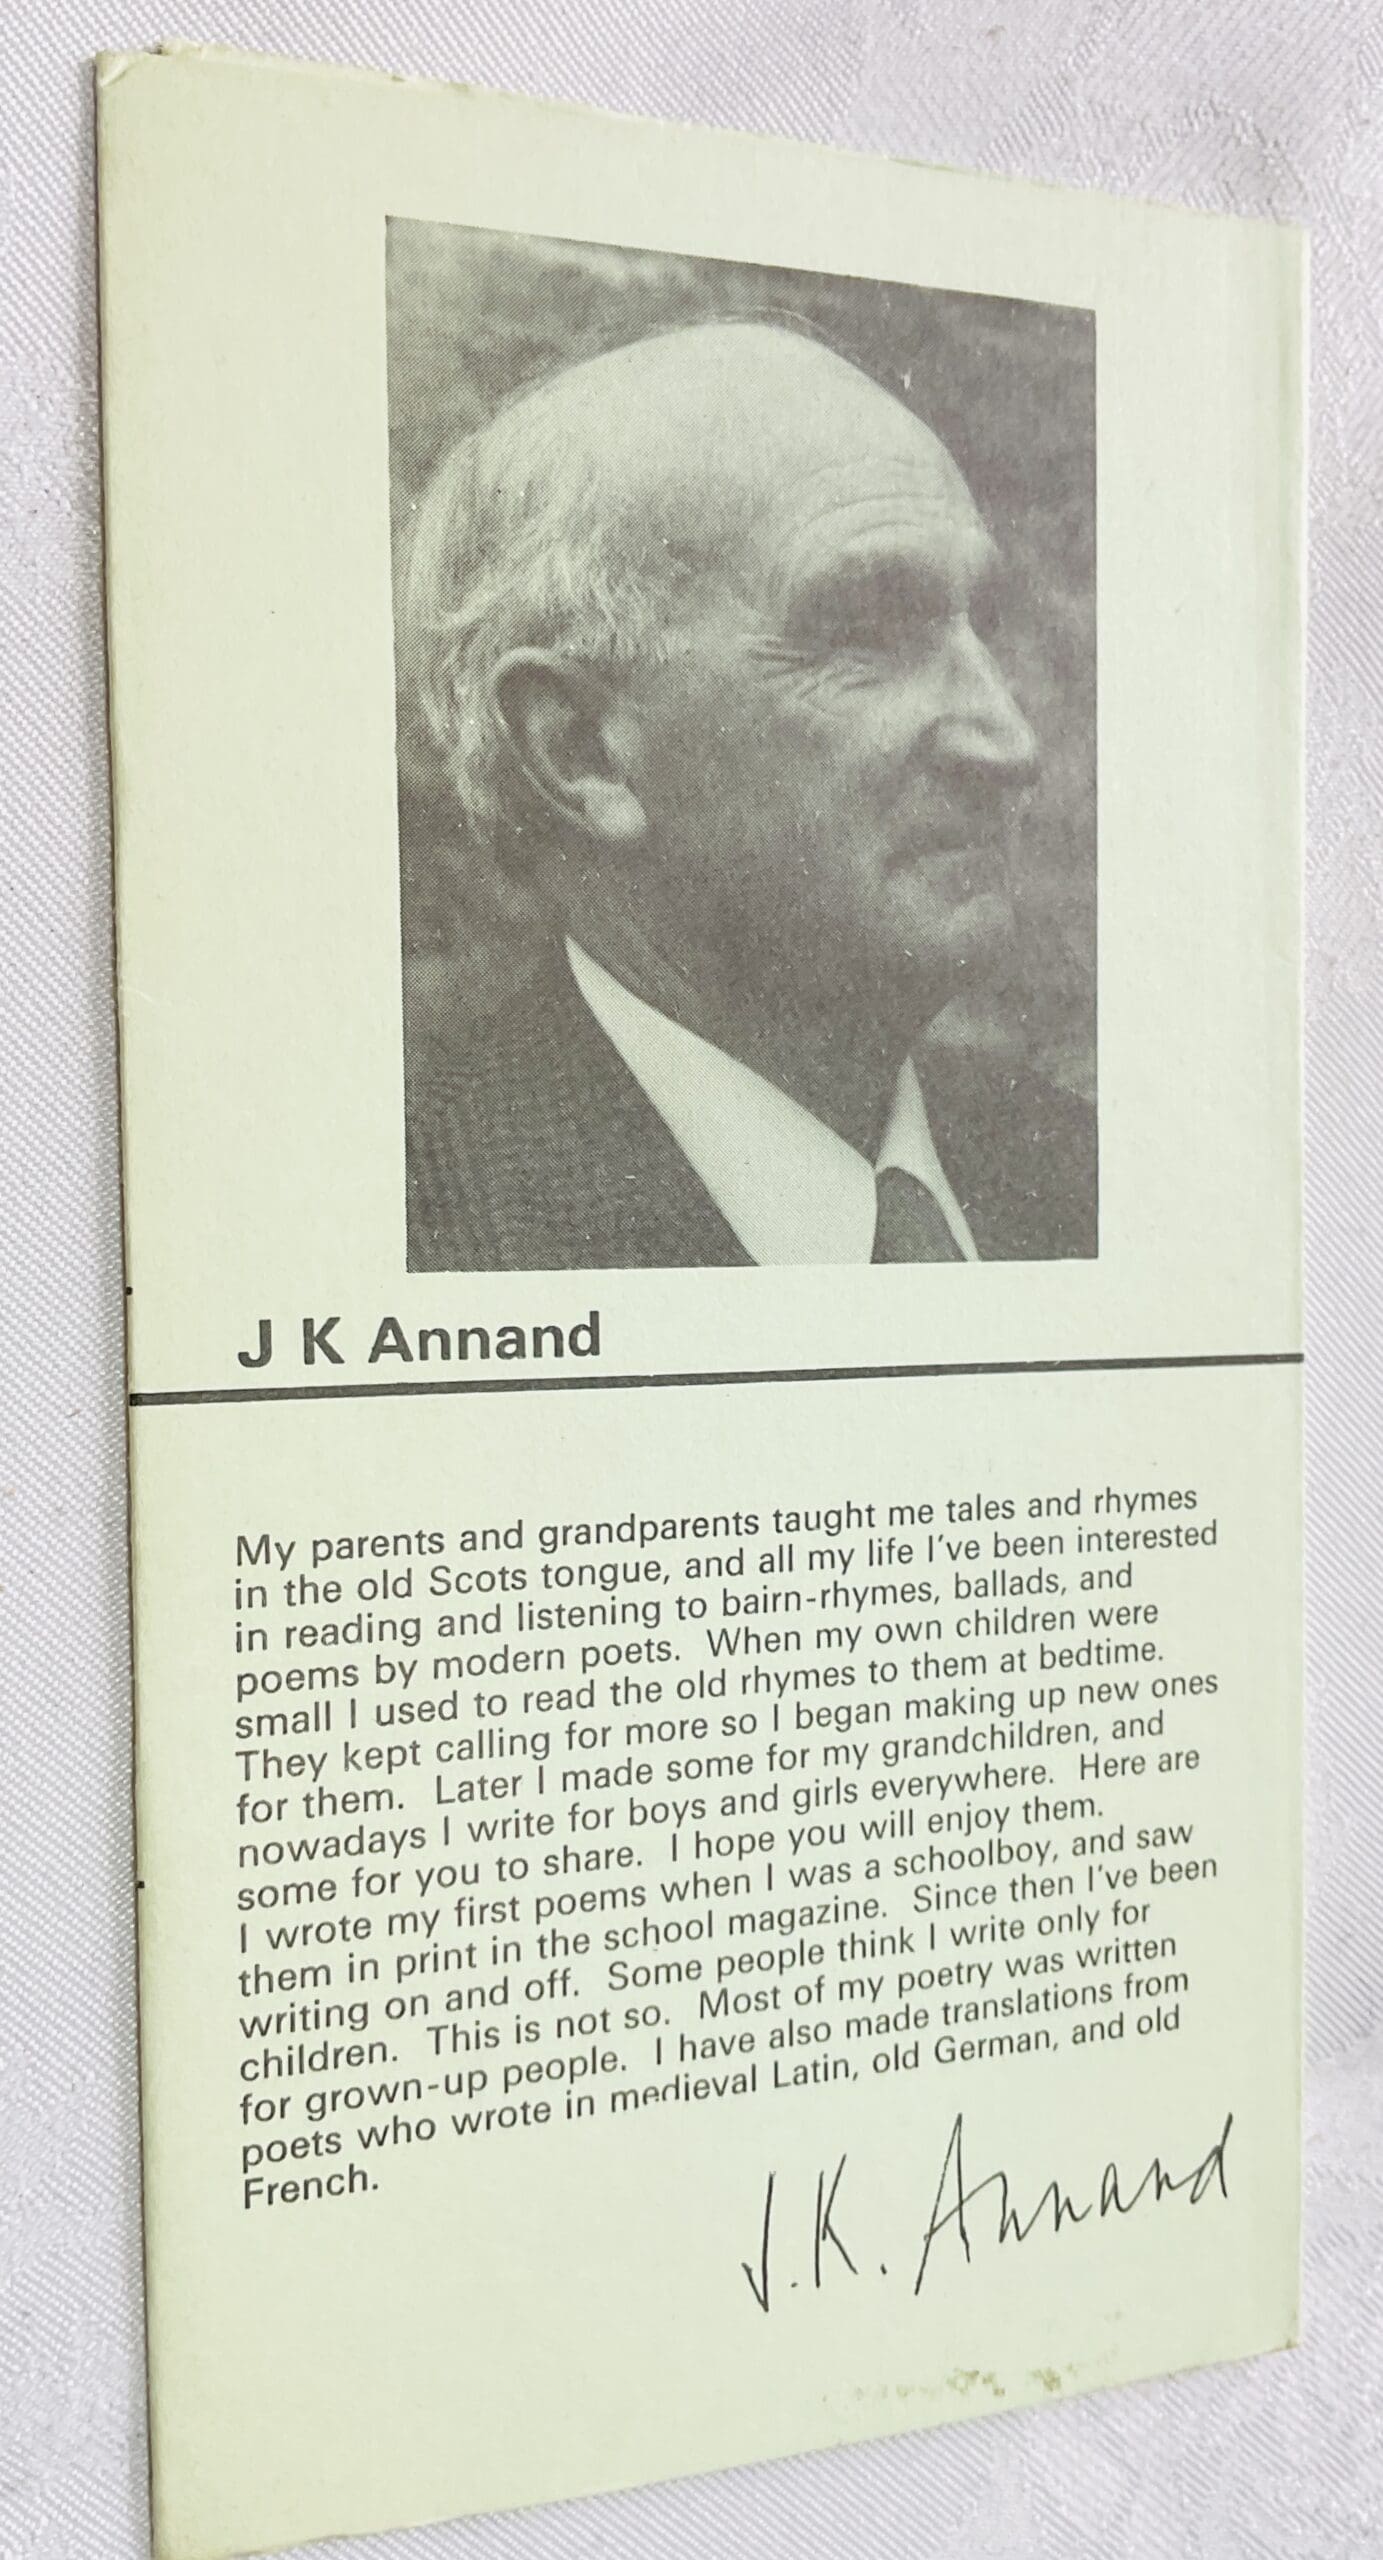 J K Annand
My parents and grandparents taught me tales and rhymes
in the old Scots tongue, and all my life I've been interested
in reading and listening to bairn-rhymes, ballads, and
poems by modern poets. When my own children were
small I used to read the old rhymes to them at bedtime.
They kept calling for more so I began making up new ones
for them. Later I made some for my grandchildren, and
nowadays I write for boys and girls everywhere. Here are
some for you to share. I hope you will enjoy them.
I wrote my first poems when I was a schoolboy, and saw
them in print in the school magazine. Since then I've been
writing on and off. Some people think I write only for
children. This is not so. Most of my poetry was written
for grown-up people. I have also made translations from
poets who wrote in medieval Latin, old German, and old
French.
J.K. Annand